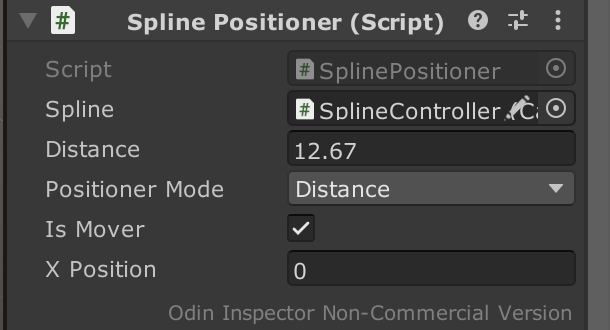 Spline Positioner (Script)
Script # SplinePositioner
Spline # SplineController (Ca
Distance 12.67
Positioner Mode Distance
Is Mover
X Position 0
Odin Inspector Non-Commercial Version